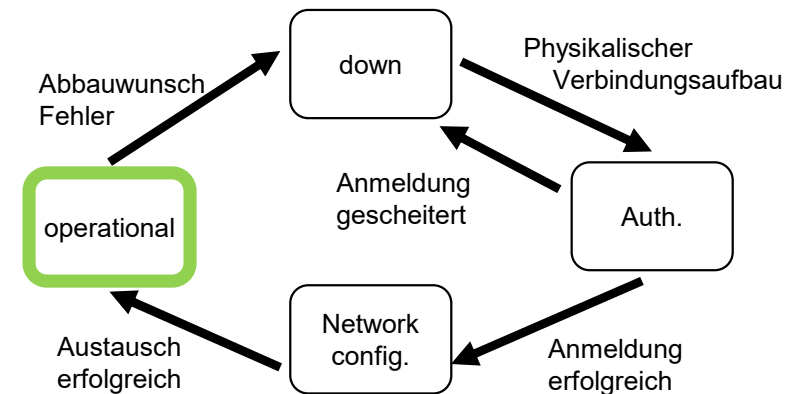 down
Physikalischer
Verbindungsaufbau
Abbauwunsch
Fehler
Anmeldung
gescheitert
Auth.
operational
Network
config.
Austausch
erfolgreich
Anmeldung
erfolgreich